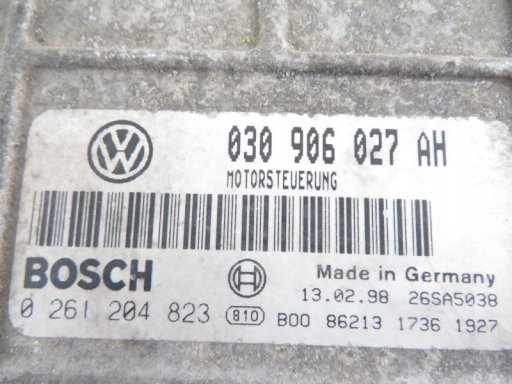 030 906 027 AH
MOTORSTEUERUNG
BOSCH
Made in Germany
13.02.98 26SA5038
0 261 204 823 810 B00 86213 1736 1927